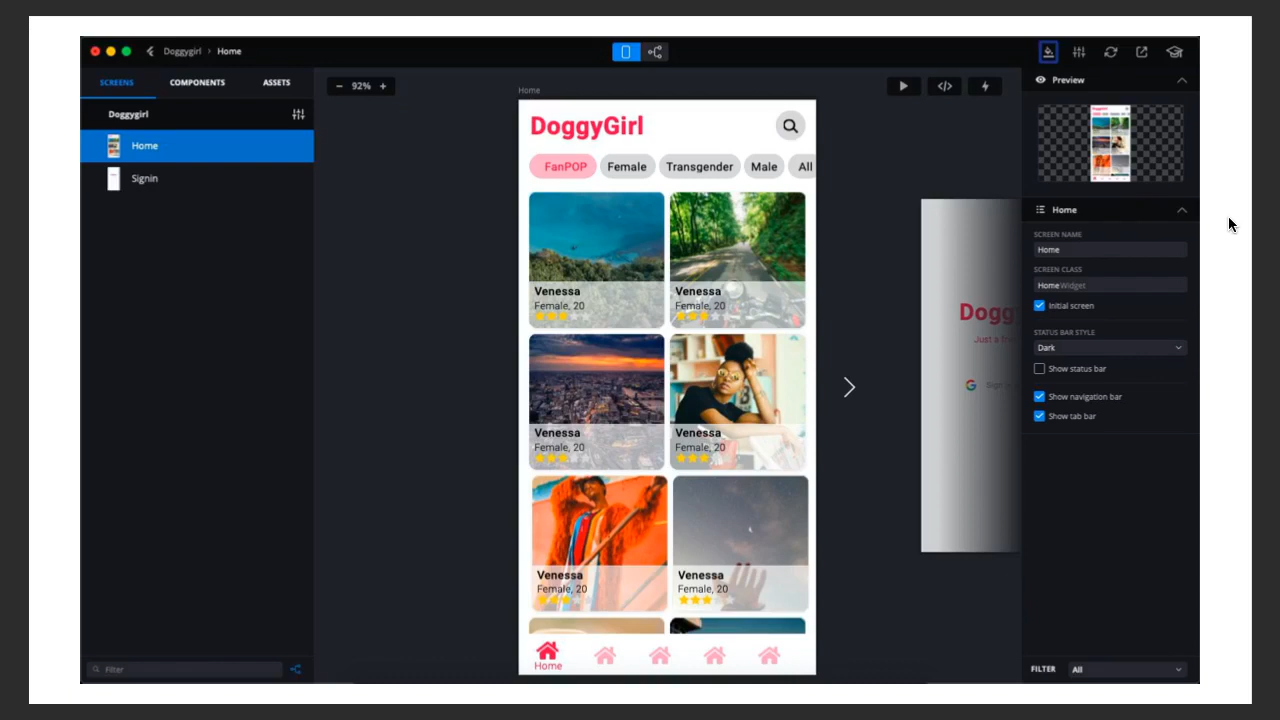 Doggygirl › Home
SCREENS COMPONENTS ASSETS
Doggygirl
Home
Signin
Filter
− 92% +
Home
DoggyGirl
FanPOP Female Transgender Male All
Venessa
Female, 20
Venessa
Female, 20
Venessa
Female, 20
Venessa
Female, 20
Venessa
Female, 20
Venessa
Female, 20
Home
Dogg
Just a
</>
Preview
Home
SCREEN NAME
Home
SCREEN CLASS
HomeWidget
Initial screen
STATUS BAR STYLE
Dark
Show status bar
Show navigation bar
Show tab bar
FILTER All